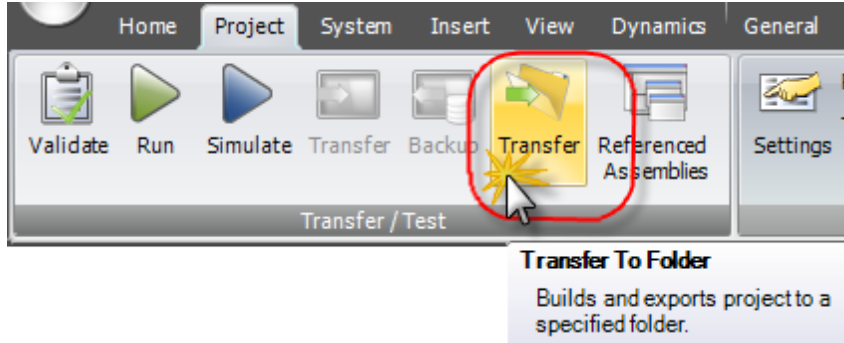 Home Project System Insert View Dynamics General
Validate Run Simulate Transfer Backup Transfer Referenced Assemblies Settings
Transfer / Test
Transfer To Folder
Builds and exports project to a
specified folder.